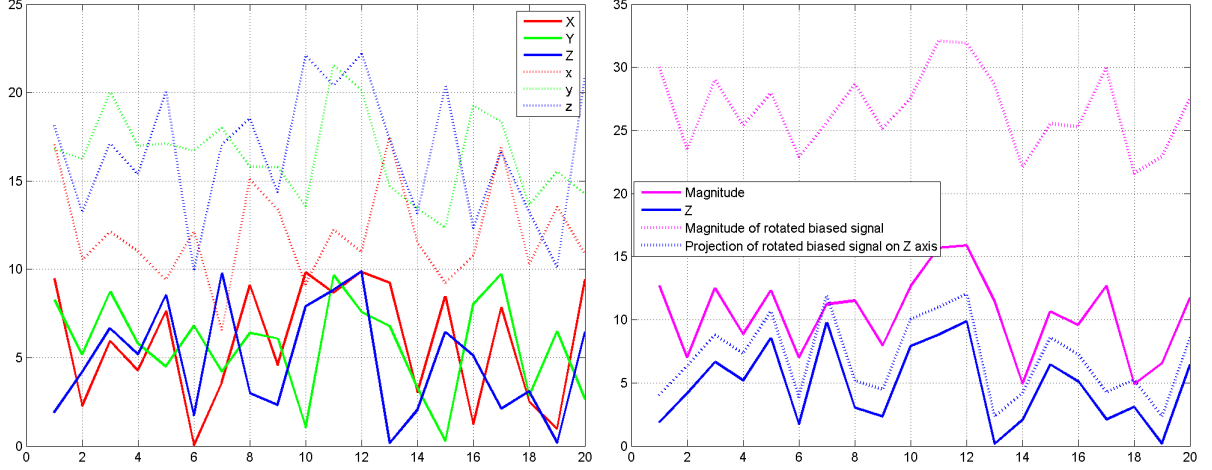 25
20
15
10
5
0
0 2 4 6 8 10 12 14 16 18 20
X
Y
Z
x
y
z
35
30
25
20
15
10
5
0
0 2 4 6 8 10 12 14 16 18 20
Magnitude
Z
Magnitude of rotated biased signal
Projection of rotated biased signal on Z axis